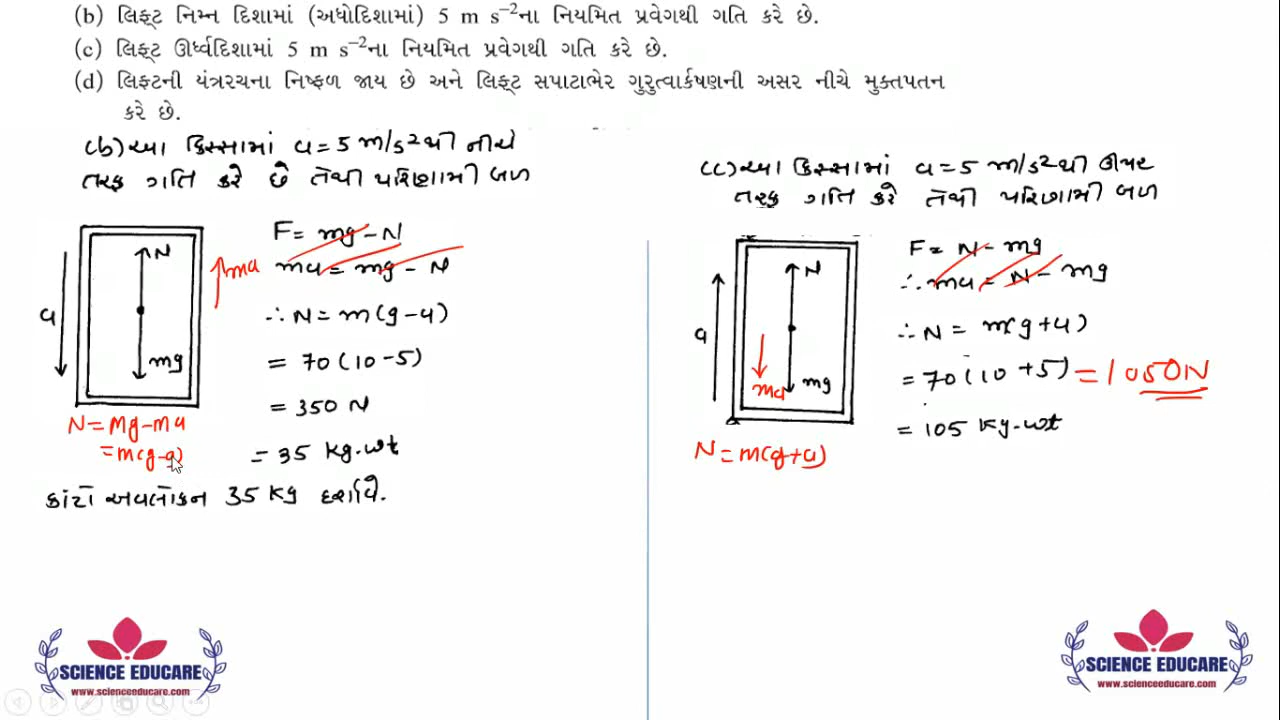 (b) લિફ્ટ નિમ્ન દિશામાં (અધોદિશામાં) 5 m s⁻²ના નિયમિત પ્રવેગથી ગતિ કરે છે.
(c) લિફ્ટ ઊર્ધ્વદિશામાં 5 m s⁻²ના નિયમિત પ્રવેગથી ગતિ કરે છે.
(d) લિફ્ટની યંત્રરચના નિષ્ફળ જાય છે અને લિફ્ટ સપાટાભેર ગુરુત્વાકર્ષણની અસર નીચે મુક્તપતન
કરે છે.
(b) આ કિસ્સામાં a = 5 m/s² થી નીચે
તરફ ગતિ કરે છે તેથી પરિણામી બળ
F = mg - N
ma = mg - N
∴ N = m(g - a)
= 70 (10 - 5)
= 350 N
= 35 kg.wt
N
ma
a
mg
N = Mg - ma
= m(g-a)
કાંટો અવલોકન 35 kg દર્શાવે.
(c) આ કિસ્સામાં a = 5 m/s² થી ઉપર
તરફ ગતિ કરે તેથી પરિણામી બળ
F = N - mg
∴ ma = N - mg
∴ N = m(g + a)
= 70 (10 + 5) = 1050N
= 105 kg.wt
N
a
ma
mg
N = m(g+a)
SCIENCE EDUCARE
www.scienceeducare.com
SCIENCE EDUCARE
www.scienceeducare.com